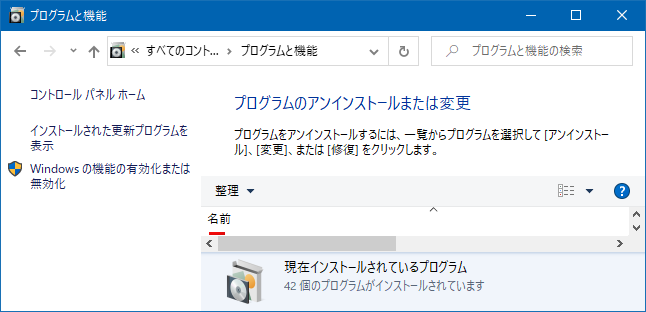 プログラムと機能
« すべてのコント... › プログラムと機能
プログラムと機能の検索
コントロール パネル ホーム
インストールされた更新プログラムを
表示
Windows の機能の有効化または
無効化
プログラムのアンインストールまたは変更
プログラムをアンインストールするには、一覧からプログラムを選択して [アンインストー
ル]、[変更]、または [修復] をクリックします。
整理
名前
現在インストールされているプログラム
42 個のプログラムがインストールされています